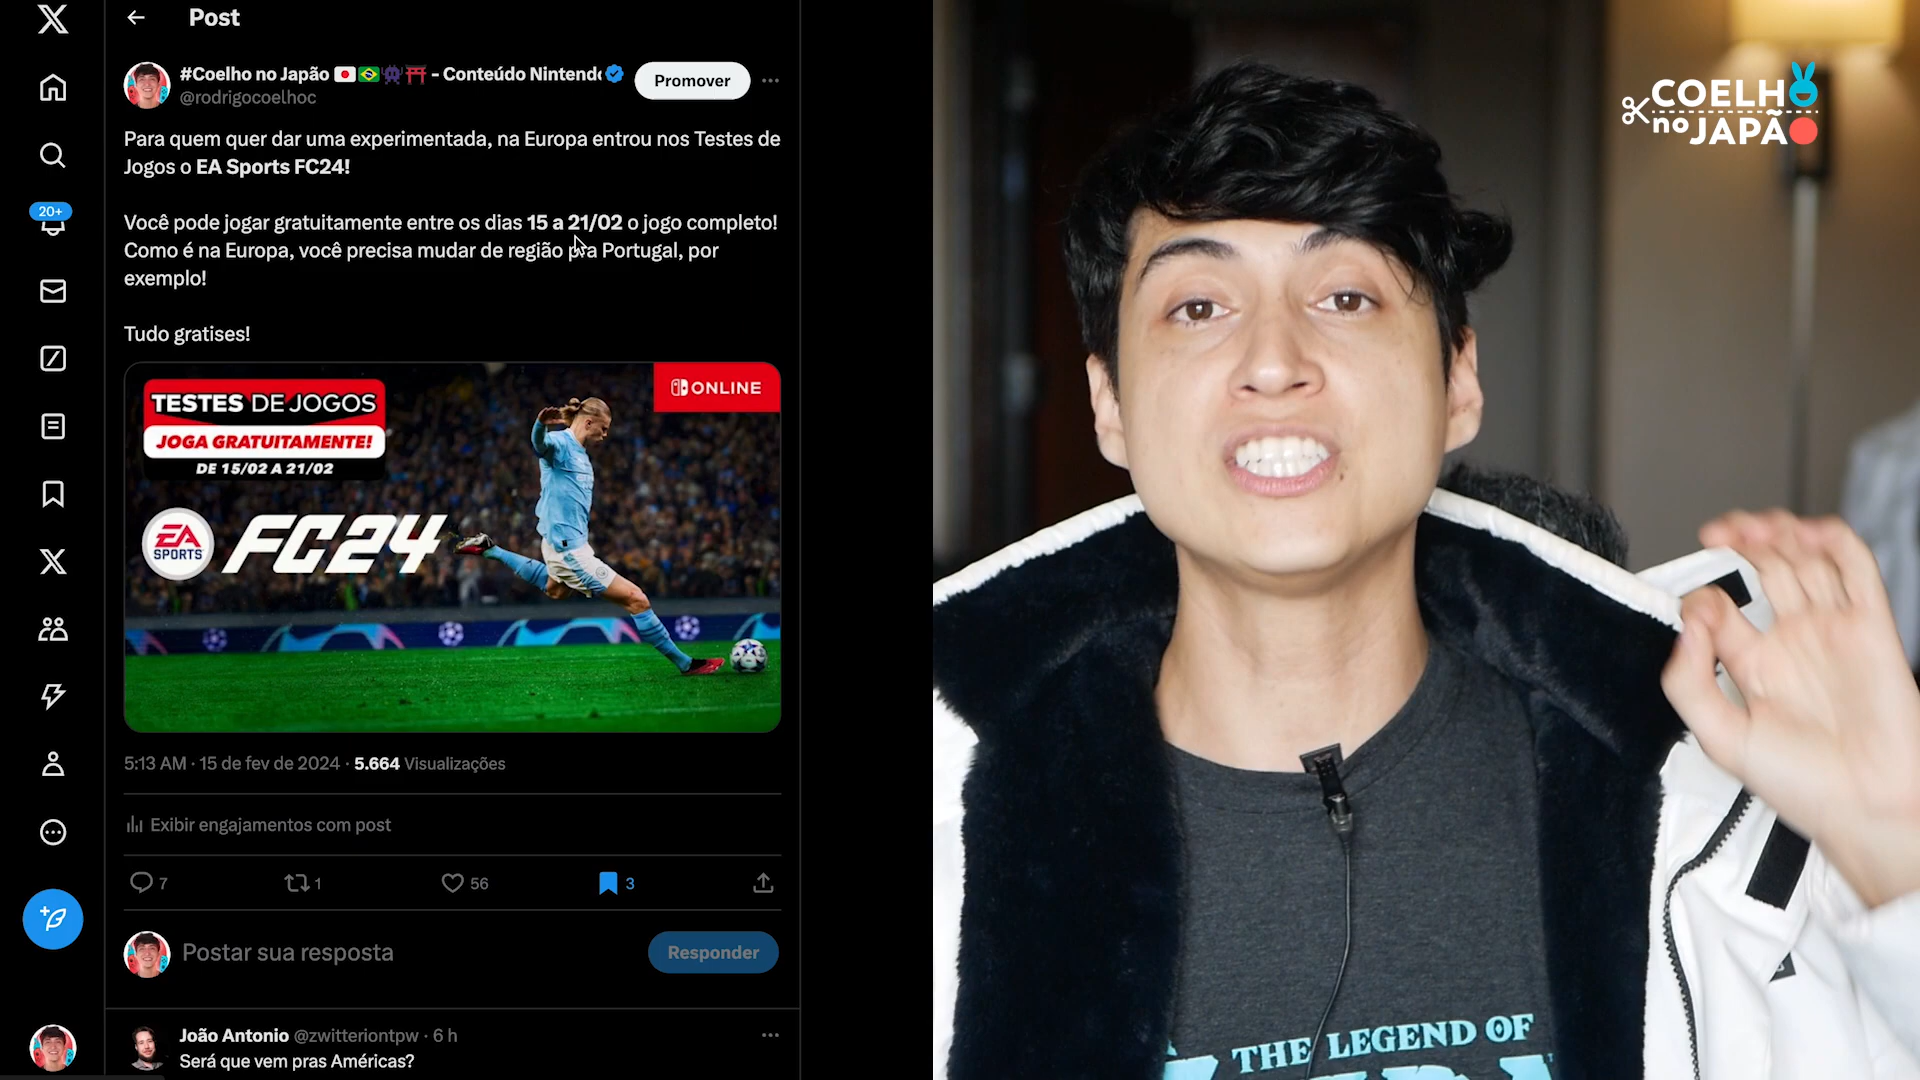 Post
#Coelho no Japão 🇯🇵🇧🇷👾⛩️ - Conteúdo Nintend
@rodrigocoelhoc
Promover
Para quem quer dar uma experimentada, na Europa entrou nos Testes de
Jogos o EA Sports FC24!
Você pode jogar gratuitamente entre os dias 15 a 21/02 o jogo completo!
Como é na Europa, você precisa mudar de região pra Portugal, por
exemplo!
Tudo gratises!
TESTES DE JOGOS
JOGA GRATUITAMENTE!
DE 15/02 A 21/02
ONLINE
EA
SPORTS
FC24
5:13 AM · 15 de fev de 2024 · 5.664 Visualizações
Exibir engajamentos com post
7
1
56
3
Postar sua resposta
Responder
João Antonio @zwitteriontpw · 6 h
Será que vem pras Américas?
20+
COELHO
no JAPÃO
THE LEGEND OF